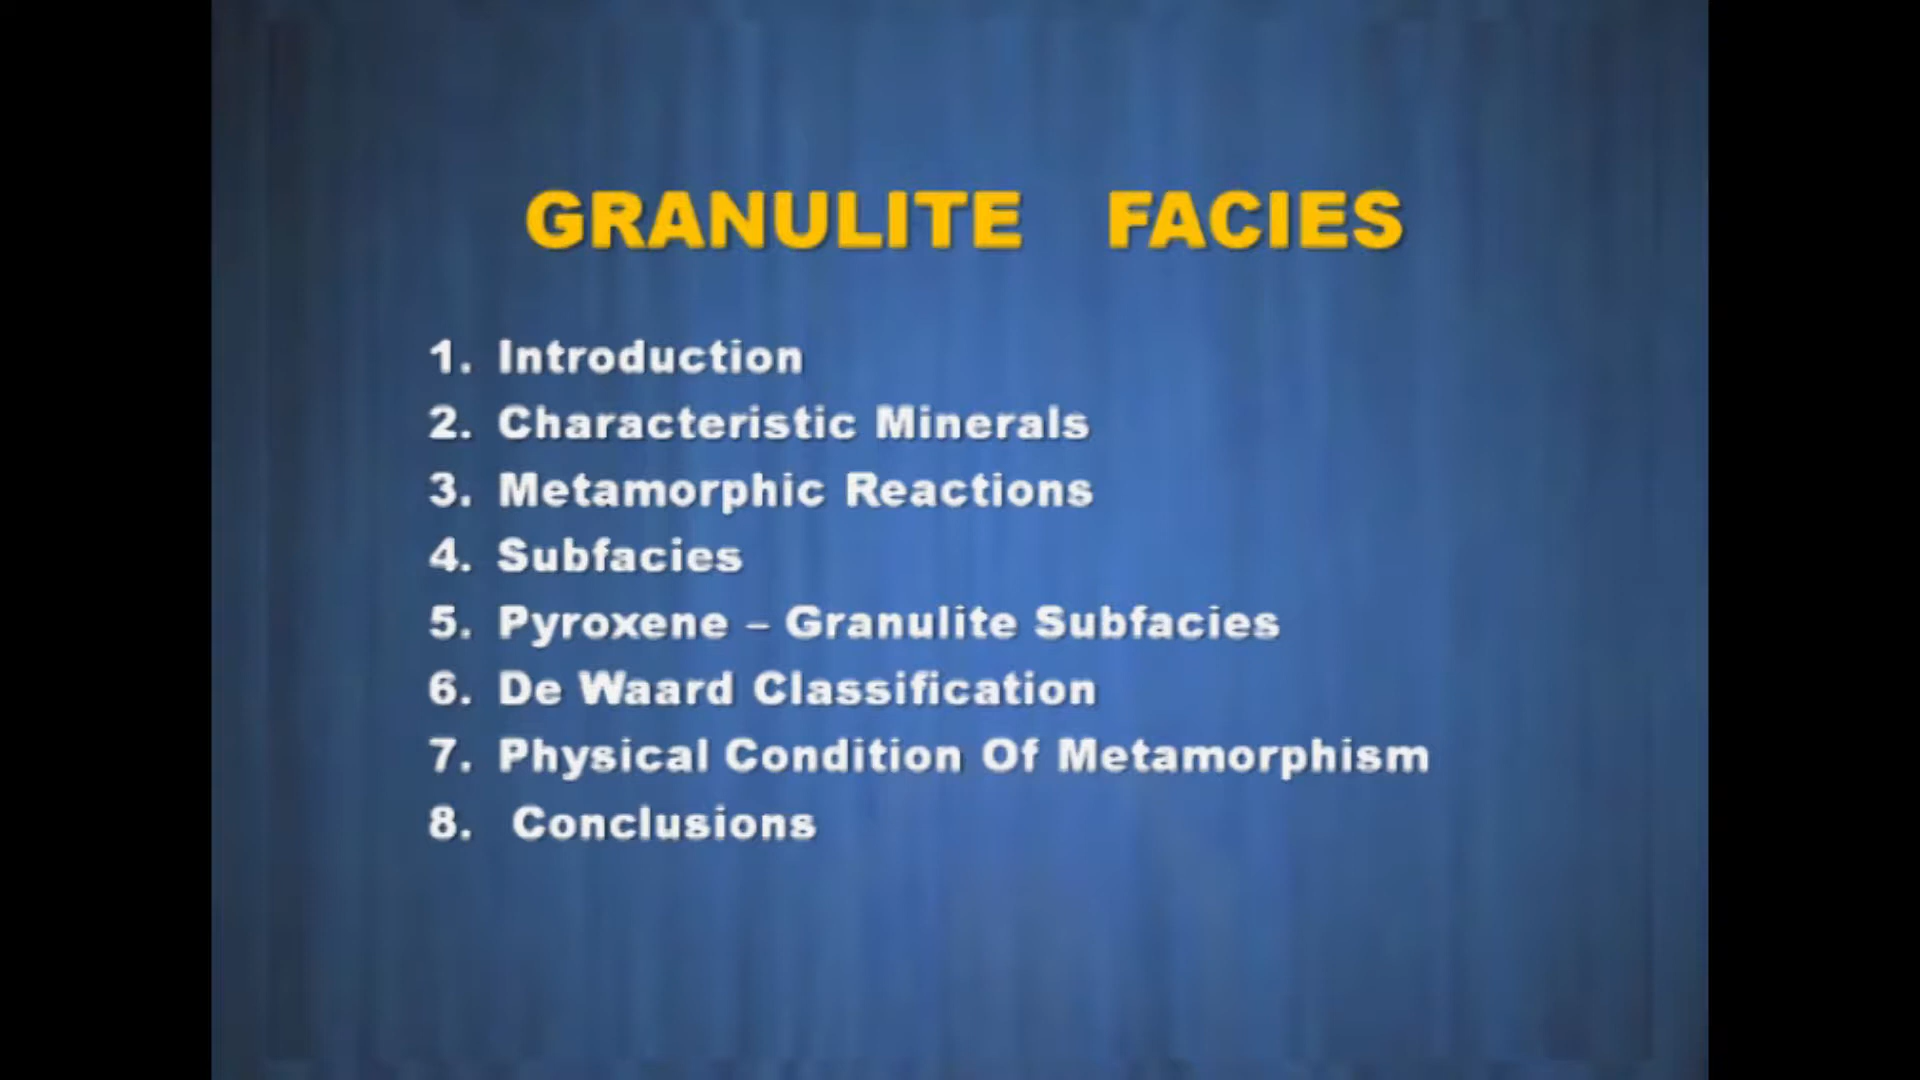 GRANULITE FACIES
1. Introduction
2. Characteristic Minerals
3. Metamorphic Reactions
4. Subfacies
5. Pyroxene – Granulite Subfacies
6. De Waard Classification
7. Physical Condition Of Metamorphism
8. Conclusions